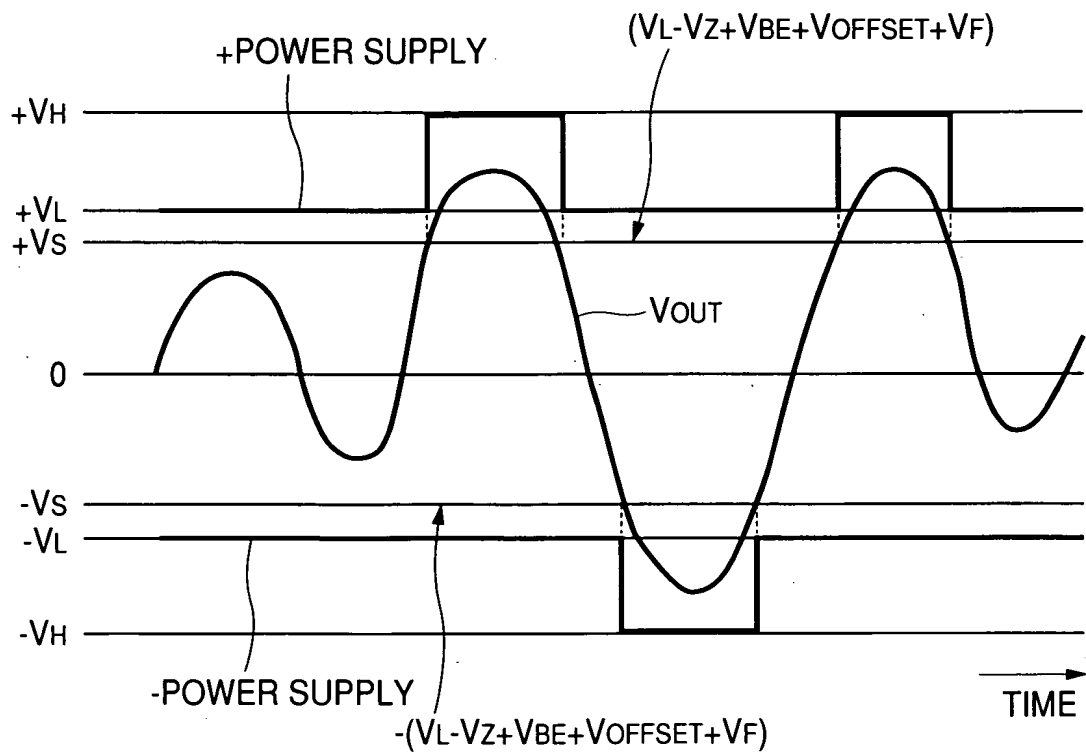 (VL-VZ+VBE+VOFFSET+VF)
+POWER SUPPLY
+VH
+VL
+VS
VOUT
0
-VS
-VL
-VH
-POWER SUPPLY
TIME
-(VL-VZ+VBE+VOFFSET+VF)